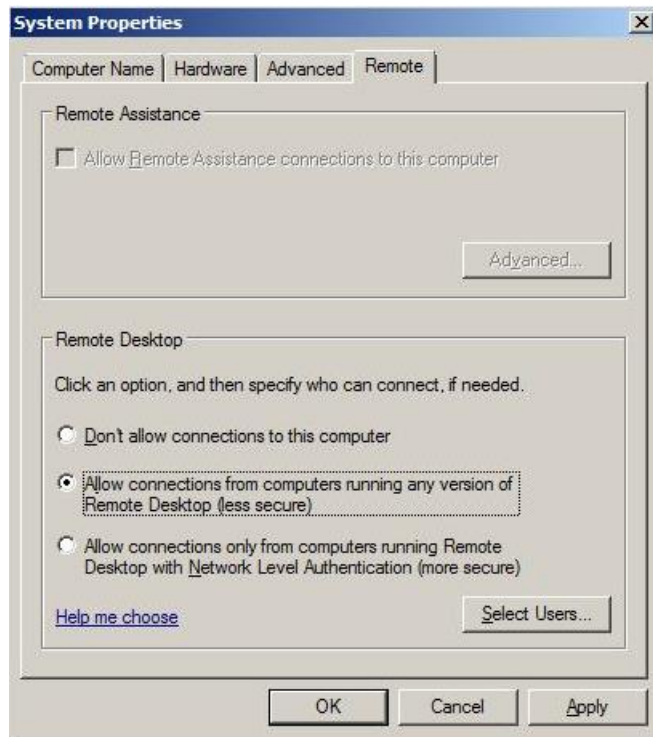 System Properties
Computer Name Hardware Advanced Remote
Remote Assistance
Allow Remote Assistance connections to this computer
Advanced...
Remote Desktop
Click an option, and then specify who can connect, if needed.
Don't allow connections to this computer
Allow connections from computers running any version of
Remote Desktop (less secure)
Allow connections only from computers running Remote
Desktop with Network Level Authentication (more secure)
Help me choose
Select Users...
OK Cancel Apply